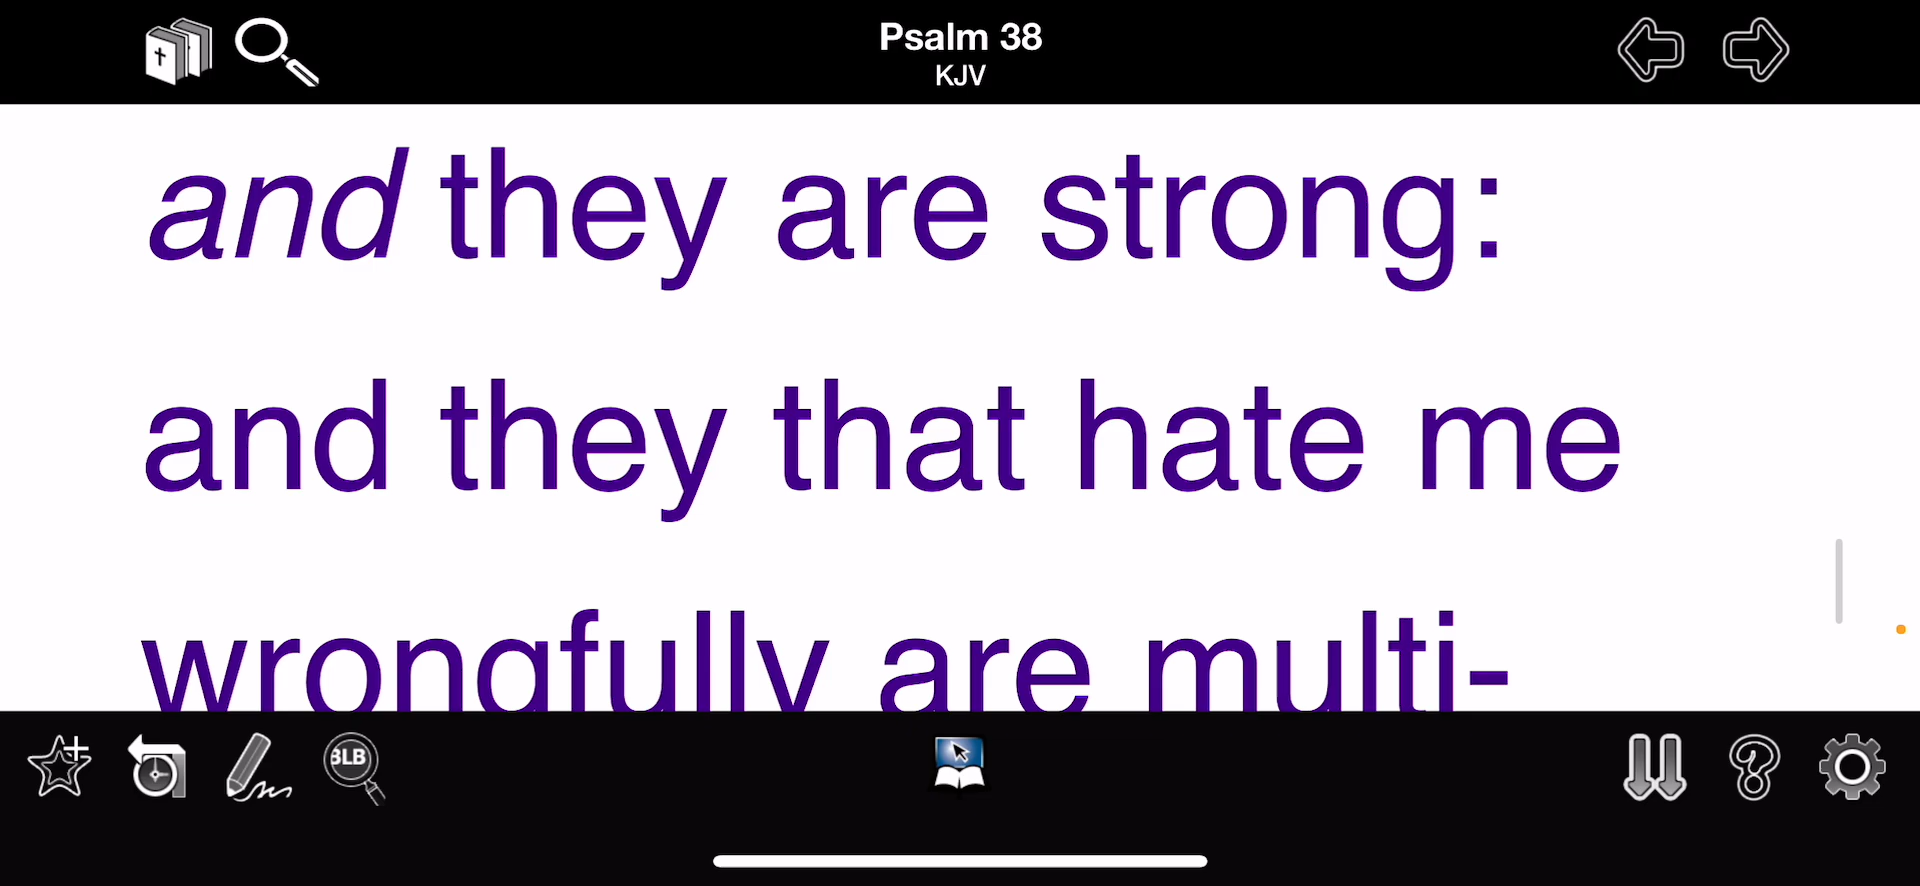 Psalm 38
KJV
and they are strong:
and they that hate me
wrongfully are multi-
BLB